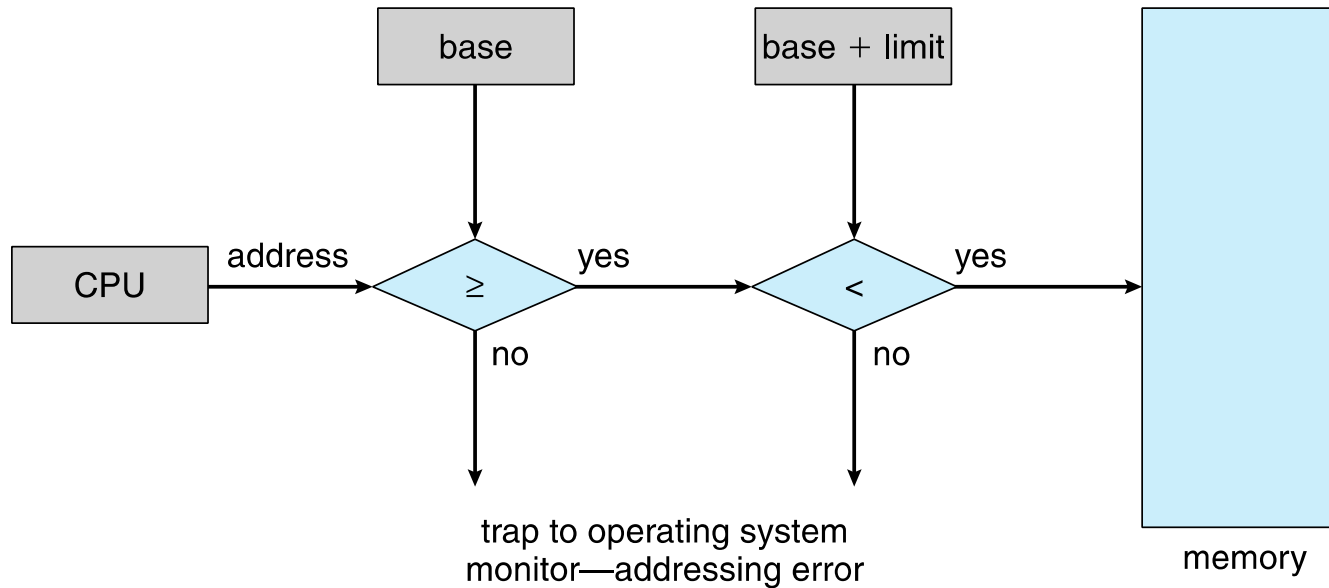 base
base + limit
CPU
address
≥
yes
<
yes
no
no
trap to operating system
monitor—addressing error
memory